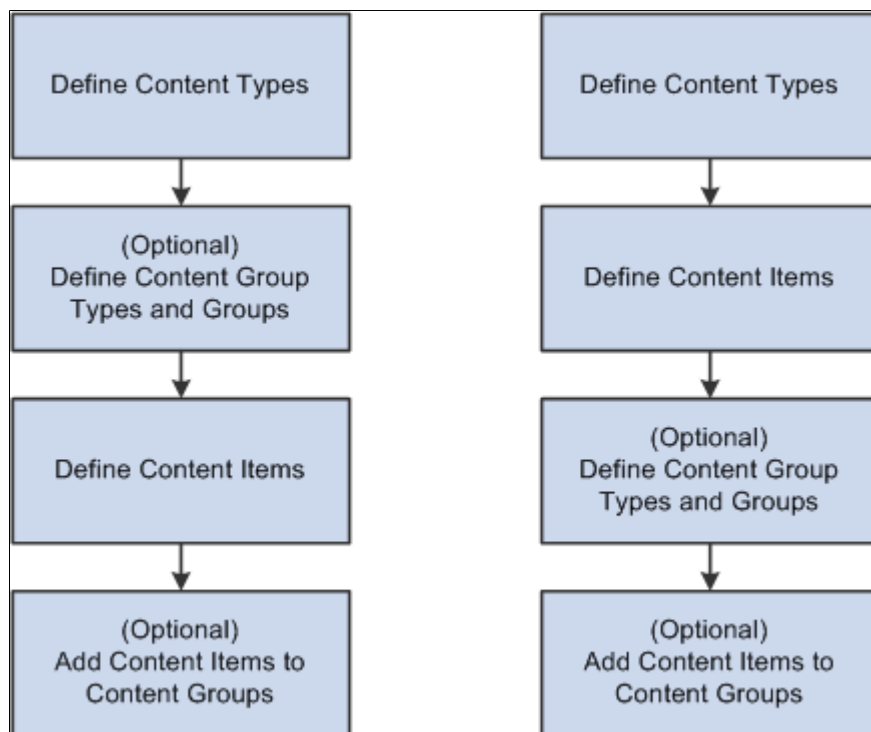 Define Content Types
(Optional)
Define Content Group
Types and Groups
Define Content Items
(Optional)
Add Content Items to
Content Groups
Define Content Types
Define Content Items
(Optional)
Define Content Group
Types and Groups
(Optional)
Add Content Items to
Content Groups